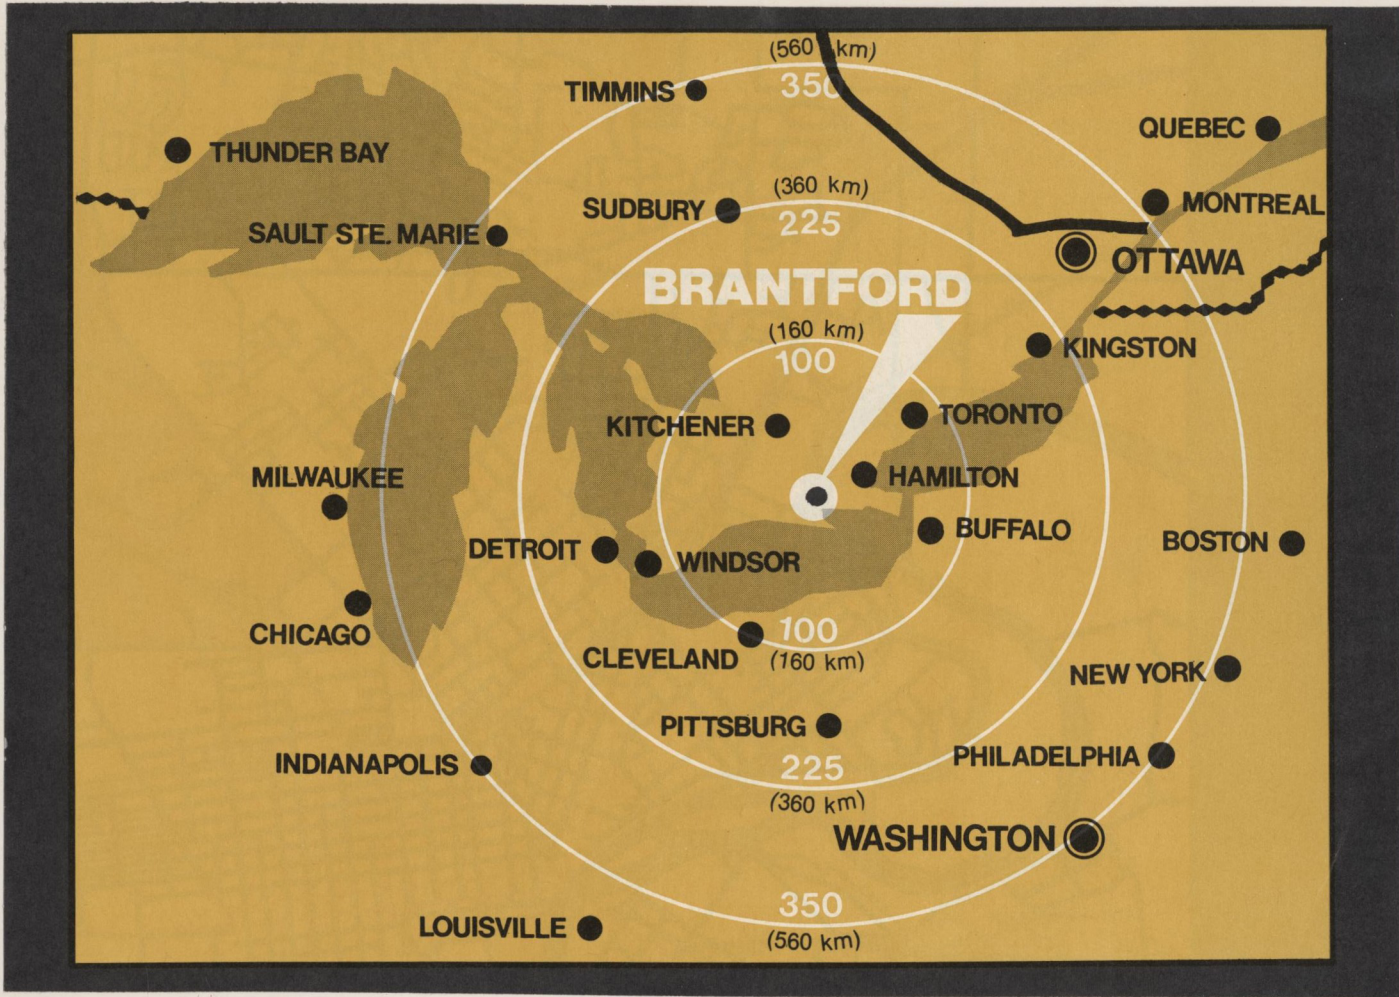 (560 km)
350
TIMMINS
QUEBEC
THUNDER BAY
(360 km)
225
SUDBURY
MONTREAL
SAULT STE. MARIE
OTTAWA
BRANTFORD
(160 km)
100
KINGSTON
KITCHENER
TORONTO
MILWAUKEE
HAMILTON
BUFFALO
BOSTON
DETROIT
WINDSOR
CHICAGO
100
(160 km)
CLEVELAND
NEW YORK
PITTSBURG
PHILADELPHIA
INDIANAPOLIS
225
(360 km)
WASHINGTON
350
(560 km)
LOUISVILLE